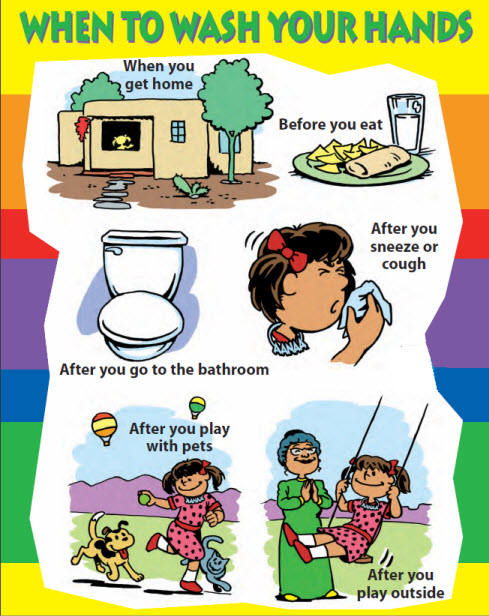 WHEN TO WASH YOUR HANDS
When you
get home
Before you eat
After you
sneeze or
cough
After you go to the bathroom
After you play
with pets
After you
play outside